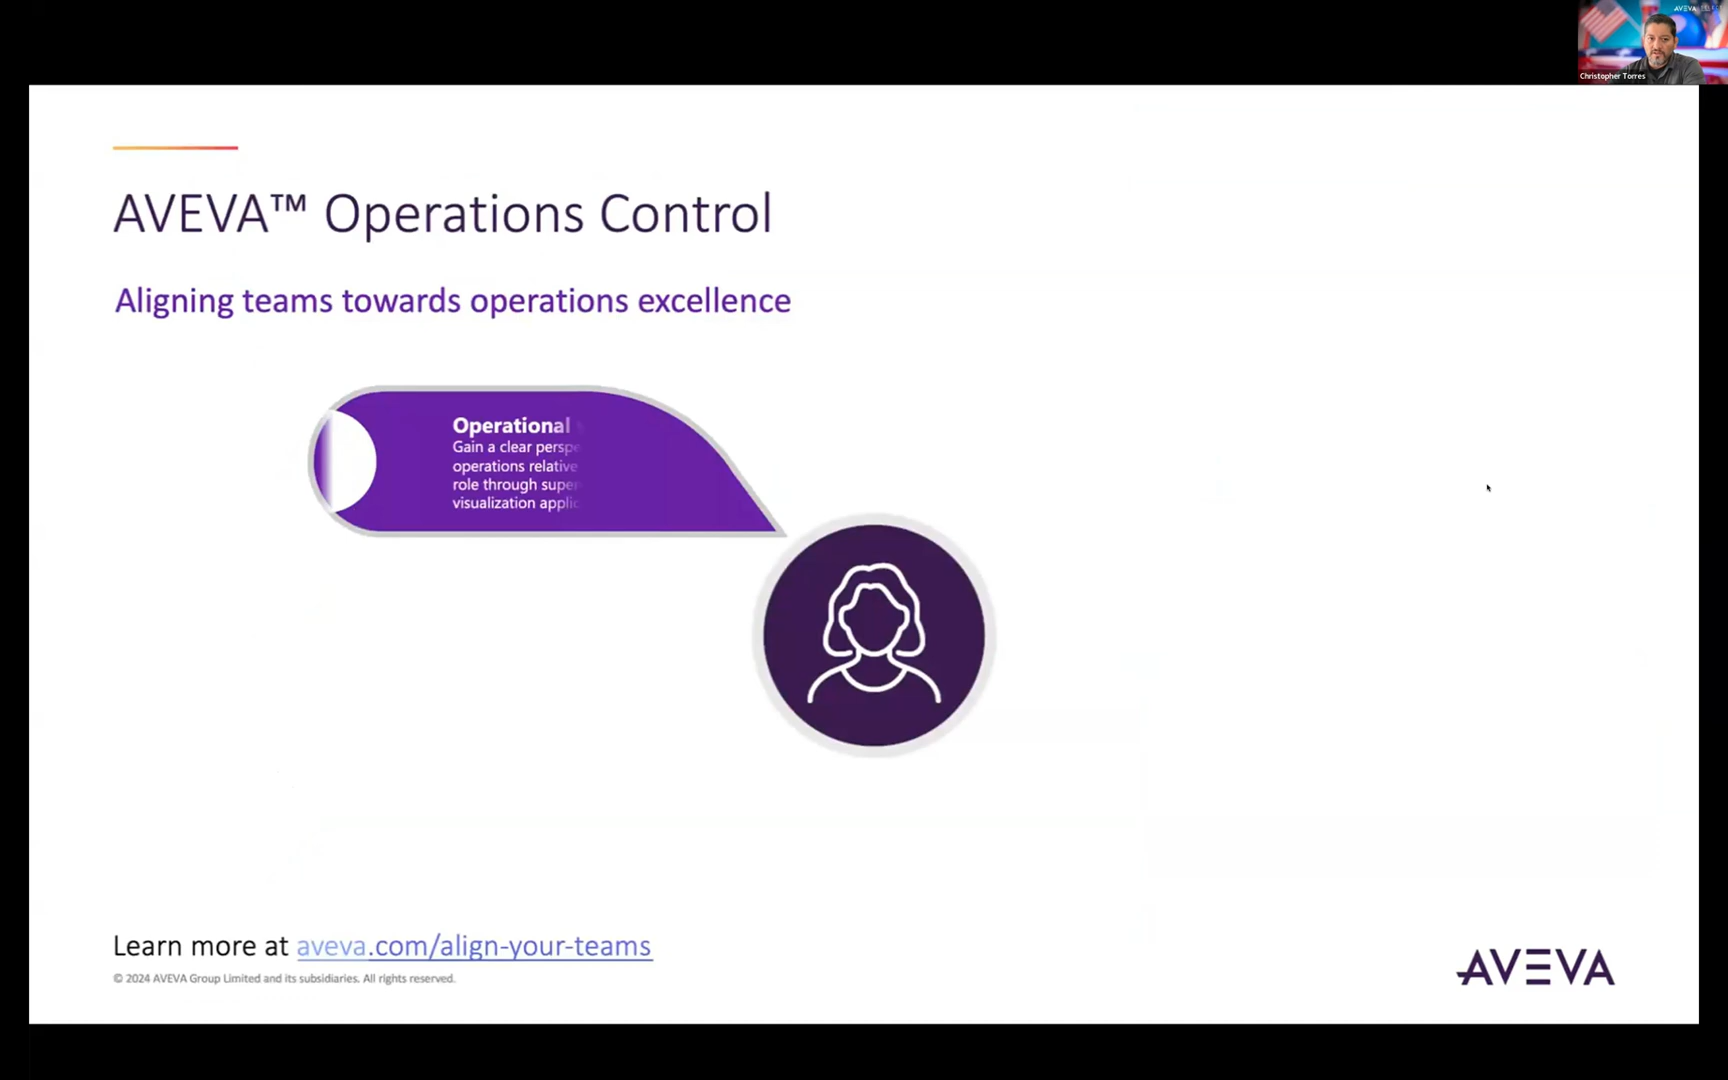 AVEVA
Christopher Torres
AVEVA™ Operations Control
Aligning teams towards operations excellence
Operational
Gain a clear perspe
operations relative
role through super
visualization applic
Learn more at aveva.com/align-your-teams
© 2024 AVEVA Group Limited and its subsidiaries. All rights reserved.
AVEVA